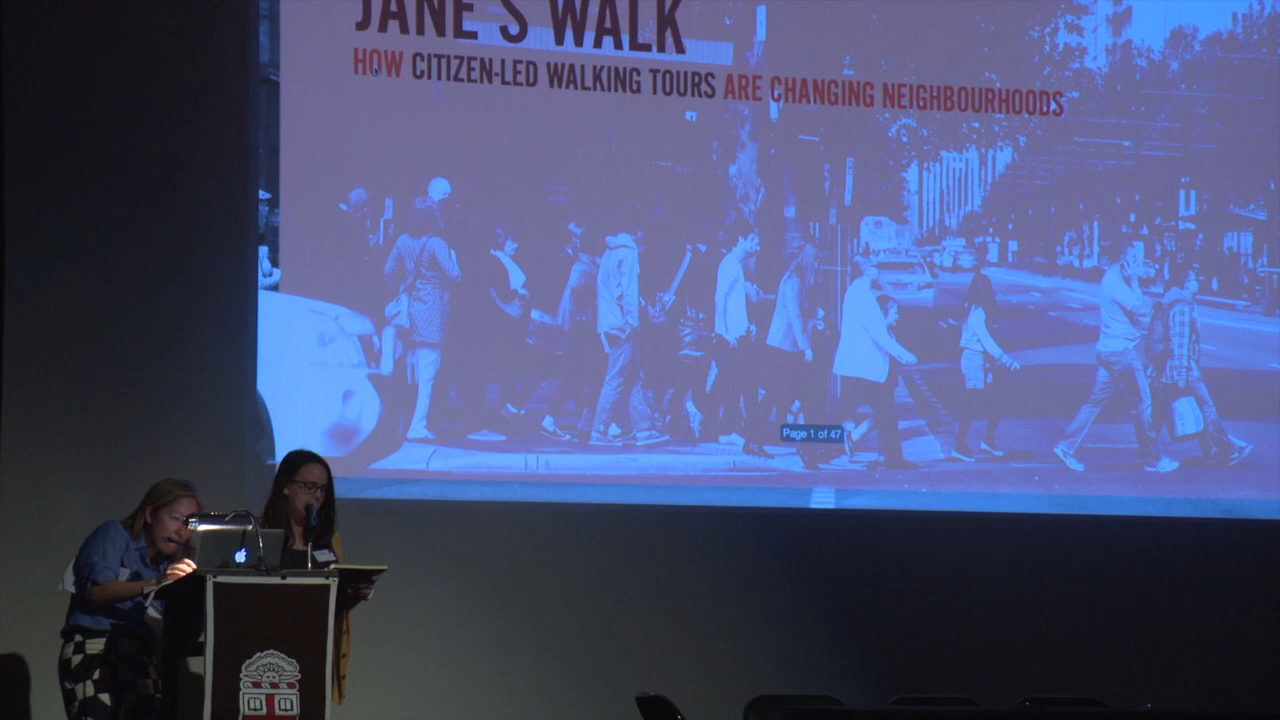 JANE'S WALK
HOW CITIZEN-LED WALKING TOURS ARE CHANGING NEIGHBOURHOODS
Page 1 of 47